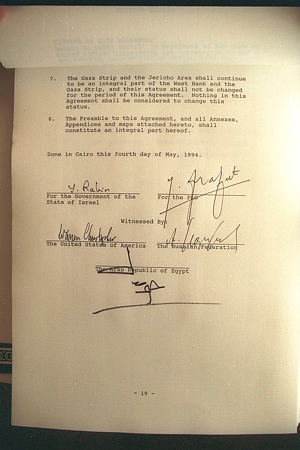 7. The Gaza Strip and the Jericho Area shall continue
to be an integral part of the West Bank and the
Gaza Strip, and their status shall not be changed
for the period of this Agreement. Nothing in this
Agreement shall be considered to change this
status.
8. The Preamble to this Agreement, and all Annexes,
Appendices and maps attached hereto, shall
constitute an integral part hereof.
Done in Cairo this fourth day of May, 1994.
Y. Rabin Y. Arafat
For the Government of the For the PLO
State of Israel
Witnessed By:
Warren Christopher
The United States of America The Russian Federation
The Arab Republic of Egypt
- 19 -